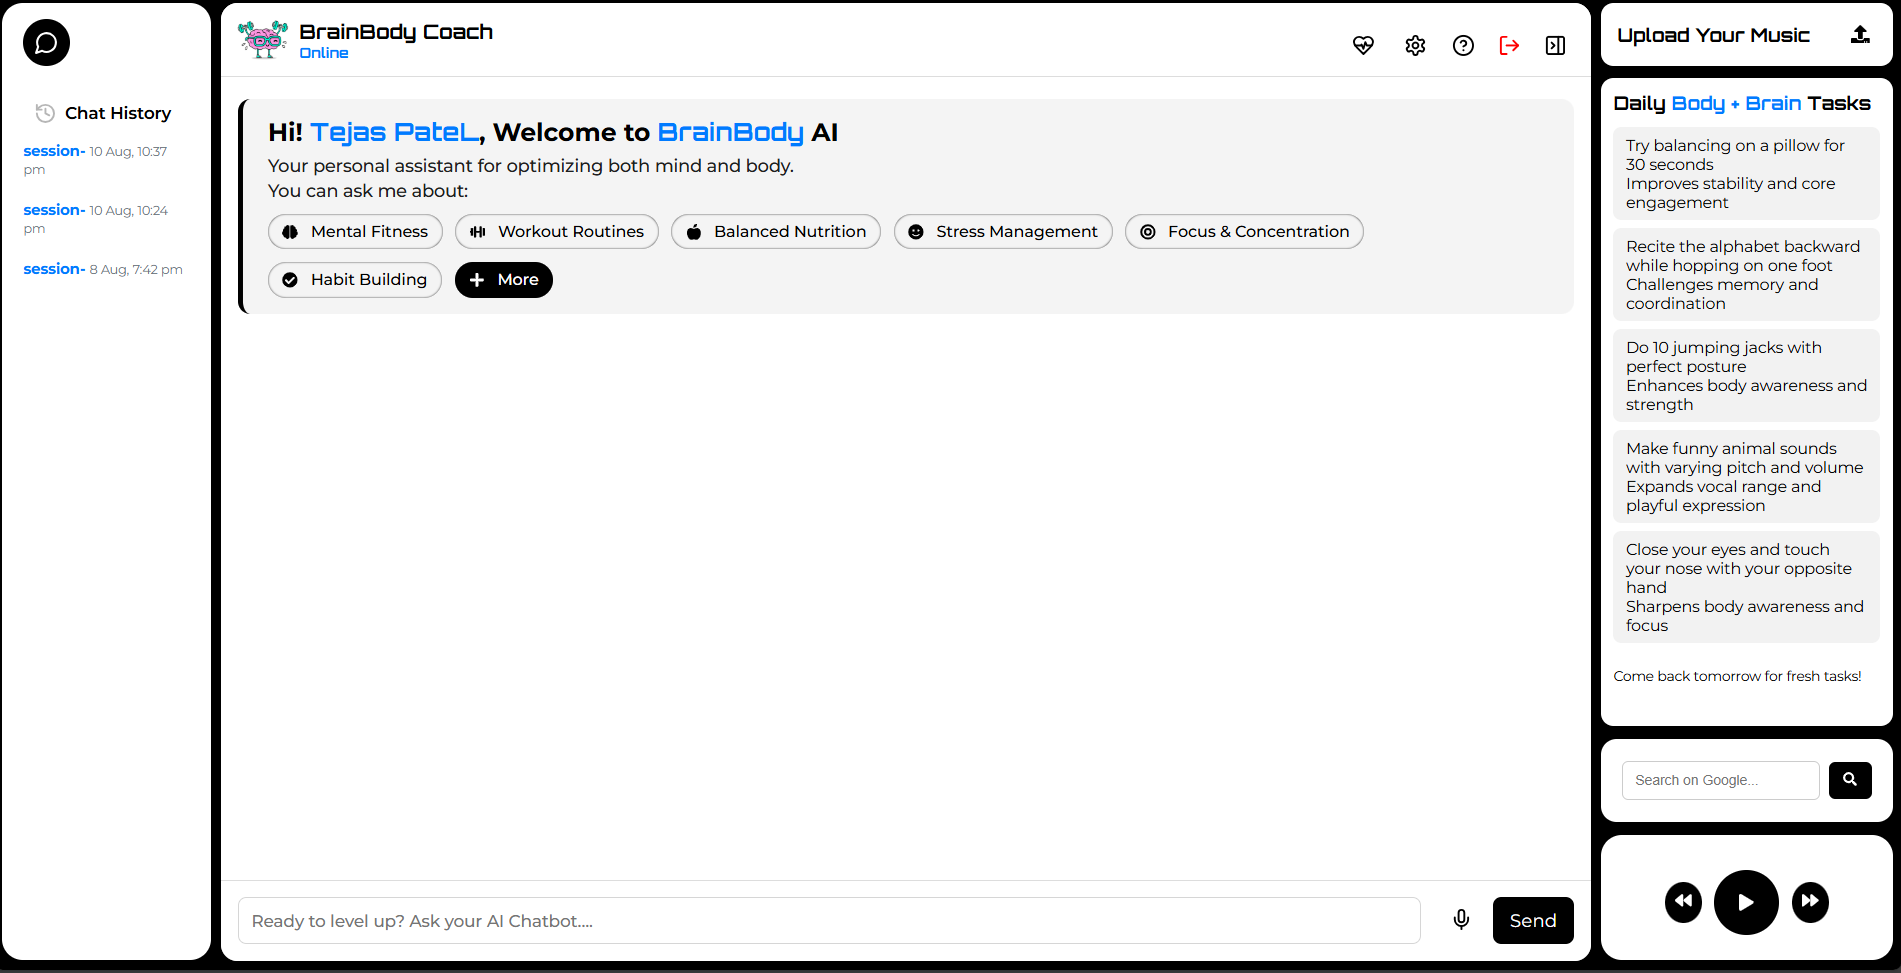 Chat History
session- 10 Aug, 10:37
pm
session- 10 Aug, 10:24
pm
session- 8 Aug, 7:42 pm
BrainBody Coach
Online
Hi! Tejas PateL, Welcome to BrainBody AI
Your personal assistant for optimizing both mind and body.
You can ask me about:
Mental Fitness
Workout Routines
Balanced Nutrition
Stress Management
Focus & Concentration
Habit Building
More
Ready to level up? Ask your AI Chatbot....
Send
Upload Your Music
Daily Body + Brain Tasks
Try balancing on a pillow for
30 seconds
Improves stability and core
engagement
Recite the alphabet backward
while hopping on one foot
Challenges memory and
coordination
Do 10 jumping jacks with
perfect posture
Enhances body awareness and
strength
Make funny animal sounds
with varying pitch and volume
Expands vocal range and
playful expression
Close your eyes and touch
your nose with your opposite
hand
Sharpens body awareness and
focus
Come back tomorrow for fresh tasks!
Search on Google...